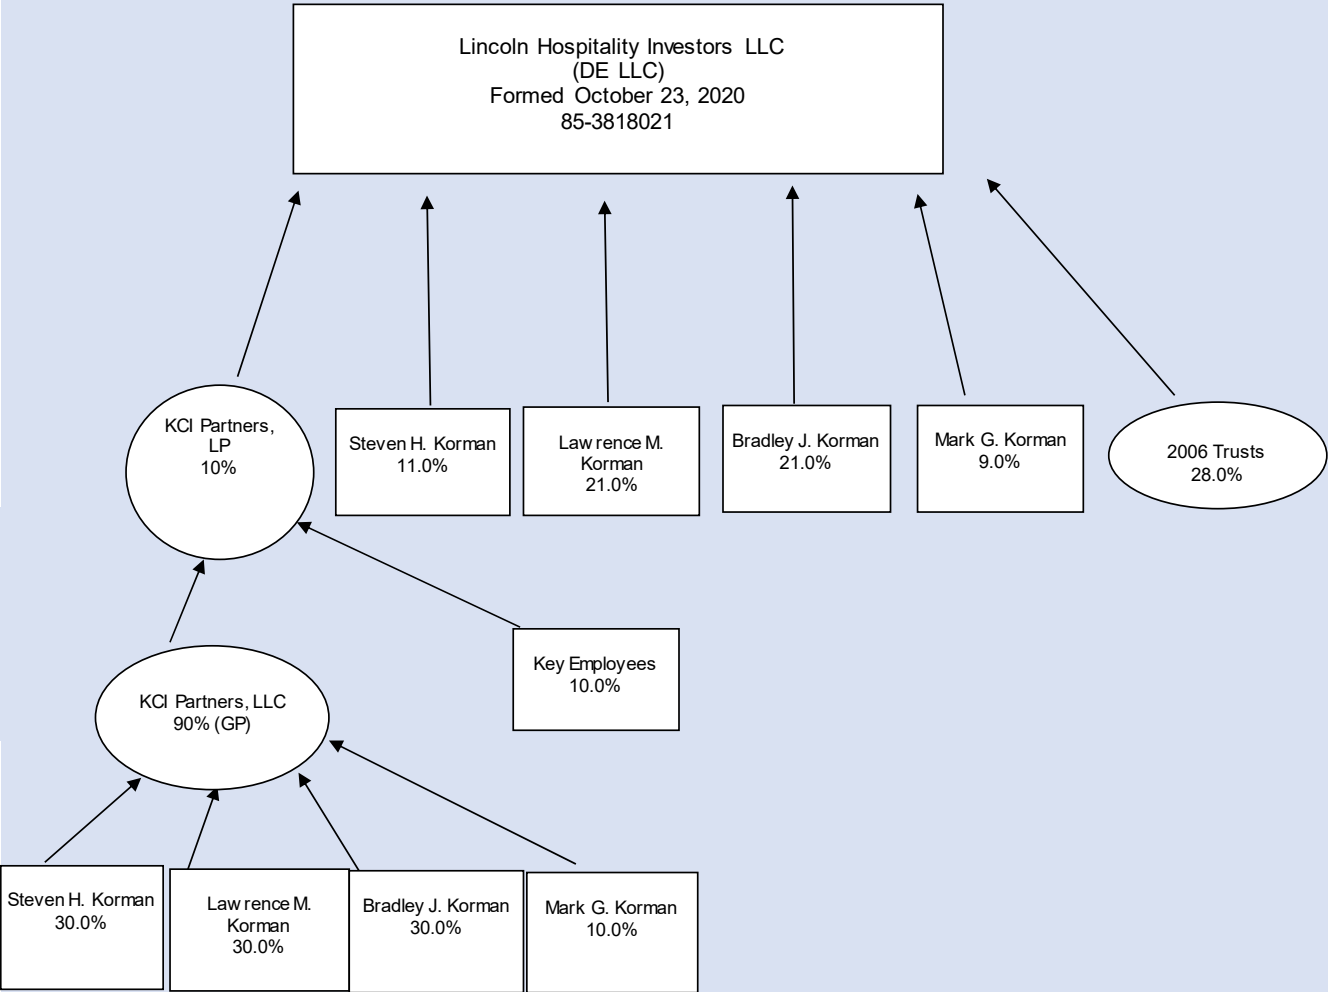 Lincoln Hospitality Investors LLC
(DE LLC)
Formed October 23, 2020
85-3818021
KCI Partners,
LP
10%
Steven H. Korman
11.0%
Lawrence M.
Korman
21.0%
Bradley J. Korman
21.0%
Mark G. Korman
9.0%
2006 Trusts
28.0%
Key Employees
10.0%
KCI Partners, LLC
90% (GP)
Steven H. Korman
30.0%
Lawrence M.
Korman
30.0%
Bradley J. Korman
30.0%
Mark G. Korman
10.0%